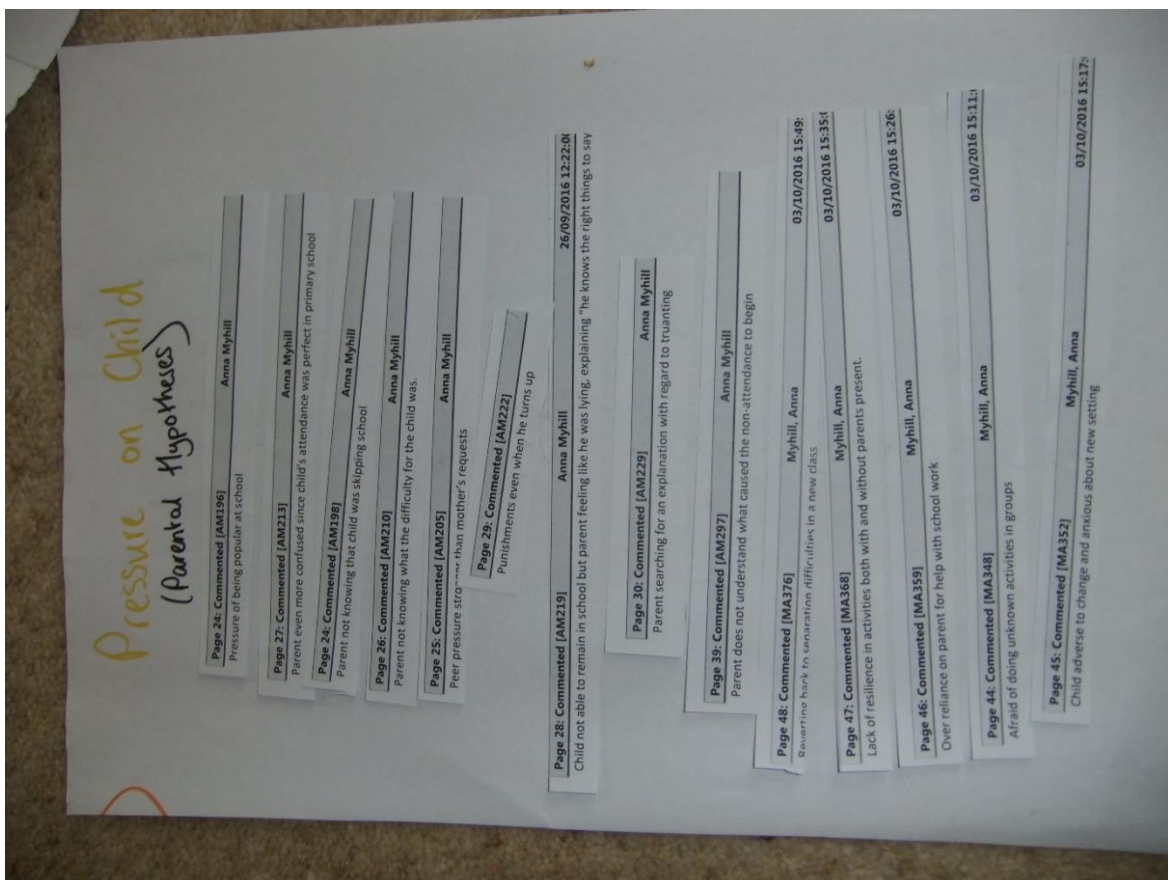 Pressure on Child
(Parental Hypotheses)
Page 24: Commented [AM196] Anna Myhill
Pressure of being popular at school
Page 27: Commented [AM213] Anna Myhill
Parent even more confused since child's attendance was perfect in primary school
Page 24: Commented [AM198] Anna Myhill
Parent not knowing that child was skipping school
Page 26: Commented [AM210] Anna Myhill
Parent not knowing what the difficulty for the child was.
Page 25: Commented [AM205] Anna Myhill
Peer pressure stronger than mother's requests
Page 29: Commented [AM222]
Punishments even when he turns up
Page 28: Commented [AM219] Anna Myhill 26/09/2016 12:22:0
Child not able to remain in school but parent feeling like he was lying, explaining "he knows the right things to say
Page 30: Commented [AM229] Anna Myhill
Parent searching for an explanation with regard to truanting
Page 39: Commented [AM297] Anna Myhill
Parent does not understand what caused the non-attendance to begin
Page 48: Commented [MA376] Myhill, Anna 03/10/2016 15:49:
Reverting back to separation difficulties in a new class
Page 47: Commented [MA368] Myhill, Anna 03/10/2016 15:35:
Lack of resilience in activities both with and without parents present.
Page 46: Commented [MA359] Myhill, Anna 03/10/2016 15:26:
Over reliance on parent for help with school work
Page 44: Commented [MA348] Myhill, Anna 03/10/2016 15:11:
Afraid of doing unknown activities in groups
Page 45: Commented [MA352] Myhill, Anna 03/10/2016 15:17:
Child adverse to change and anxious about new setting